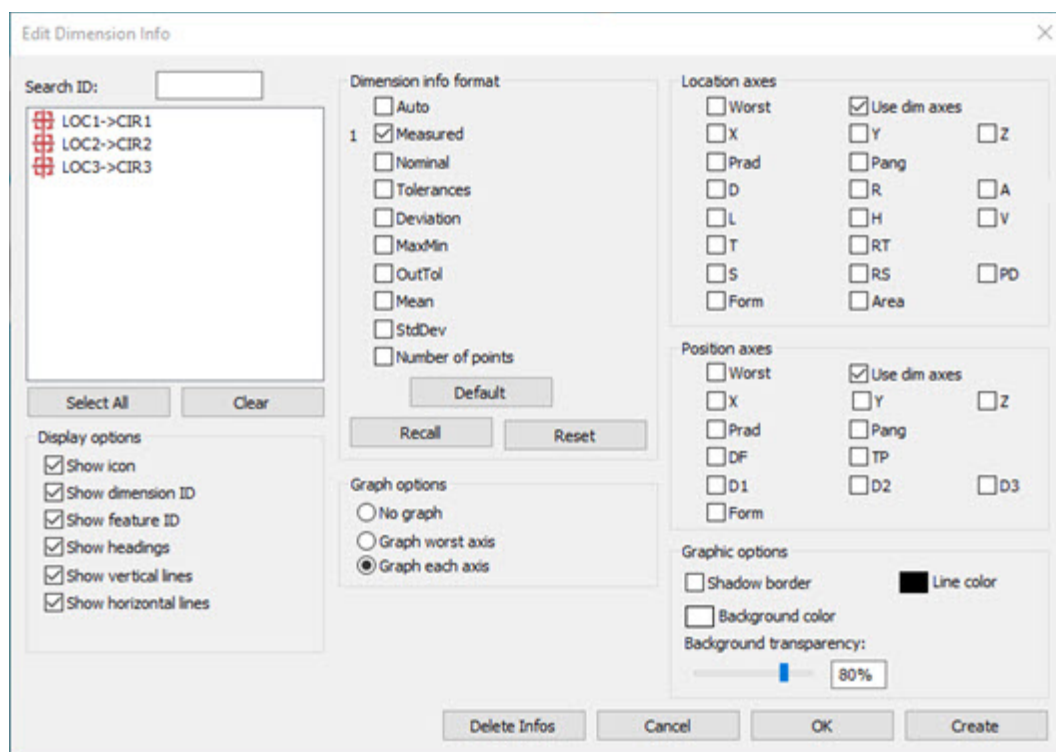 Edit Dimension Info
Search ID:
LOC1->CIR1
LOC2->CIR2
LOC3->CIR3
Select All Clear
Display options
Show icon
Show dimension ID
Show feature ID
Show headings
Show vertical lines
Show horizontal lines
Dimension info format
Auto
1 Measured
Nominal
Tolerances
Deviation
MaxMin
OutTol
Mean
StdDev
Number of points
Default
Recall Reset
Graph options
No graph
Graph worst axis
Graph each axis
Location axes
Worst Use dim axes
X Y Z
Prad Pang
D R A
L H V
T RT
S RS PD
Form Area
Position axes
Worst Use dim axes
X Y Z
Prad Pang
DF TP
D1 D2 D3
Form
Graphic options
Shadow border Line color
Background color
Background transparency:
80%
Delete Infos Cancel OK Create